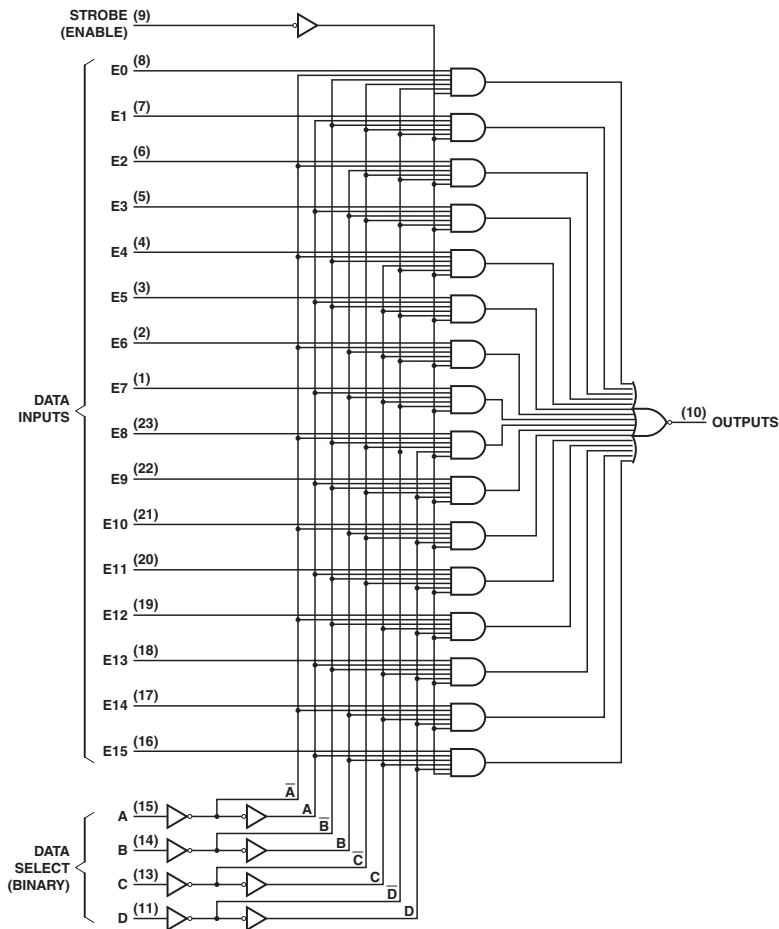 STROBE (9)
(ENABLE)
E0 (8)
E1 (7)
E2 (6)
E3 (5)
E4 (4)
E5 (3)
E6 (2)
E7 (1)
DATA
INPUTS
(10) OUTPUTS
E8 (23)
E9 (22)
E10 (21)
E11 (20)
E12 (19)
E13 (18)
E14 (17)
E15 (16)
A̅
A (15) A
B̅
B (14) B
DATA
SELECT
(BINARY)
C̅
C (13) C
D̅
D (11) D